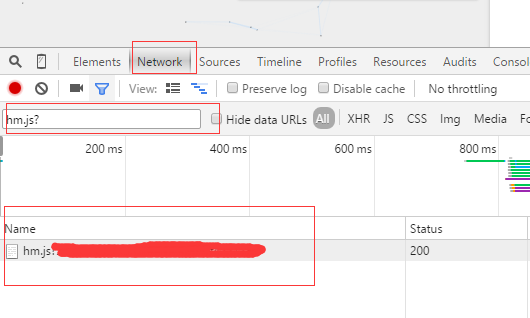 Elements Network Sources Timeline Profiles Resources Audits Consol
View: Preserve log Disable cache No throttling
hm.js? Hide data URLs All XHR JS CSS Img Media Fo
200 ms 400 ms 600 ms 800 ms
Name Status
hm.js? 200